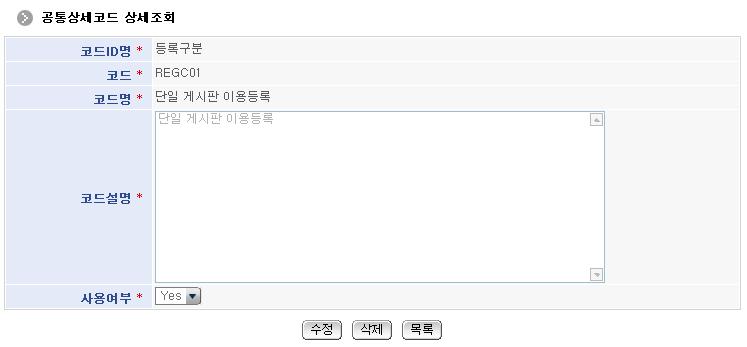 공통상세코드 상세조회
코드ID명 * 등록구분
코드 * REGC01
코드명 * 단일 게시판 이용등록
코드설명 * 단일 게시판 이용등록
사용여부 * Yes
수정 삭제 목록